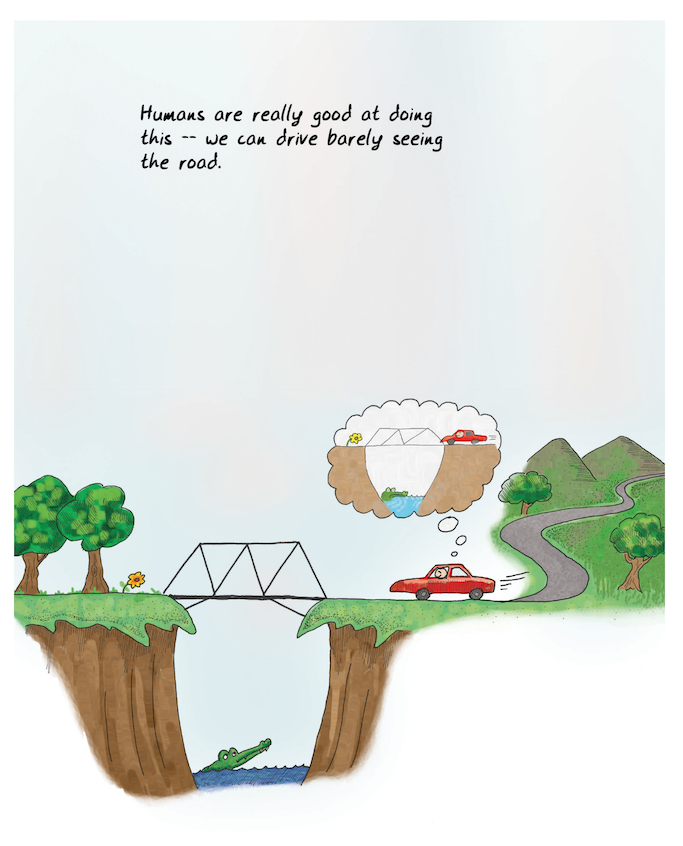 Humans are really good at doing
this -- we can drive barely seeing
the road.